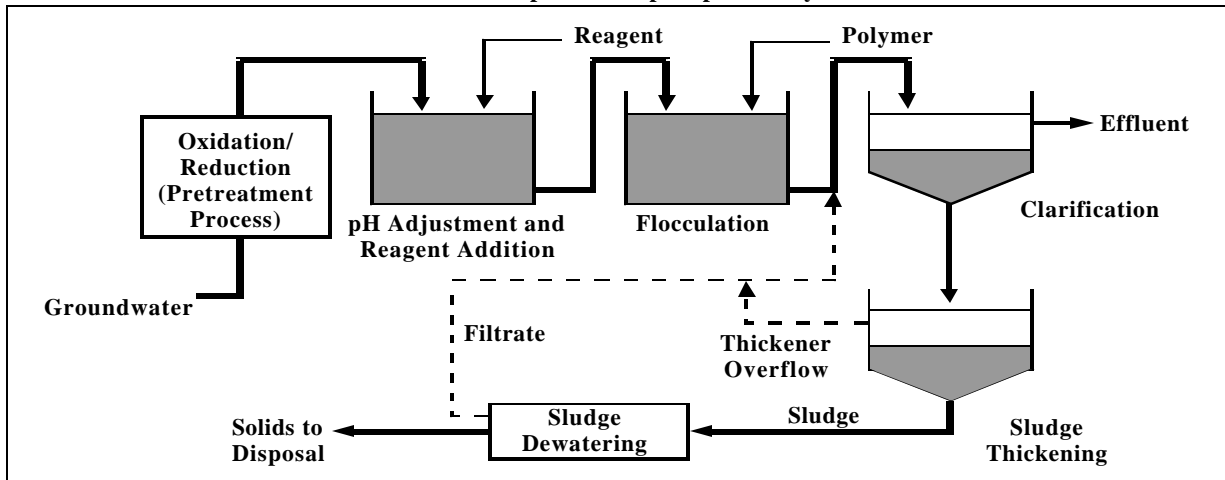 Reagent
Polymer
Oxidation/
Reduction
(Pretreatment
Process)
Effluent
pH Adjustment and
Reagent Addition
Flocculation
Clarification
Groundwater
Filtrate
Thickener
Overflow
Solids to
Disposal
Sludge
Dewatering
Sludge
Sludge
Thickening